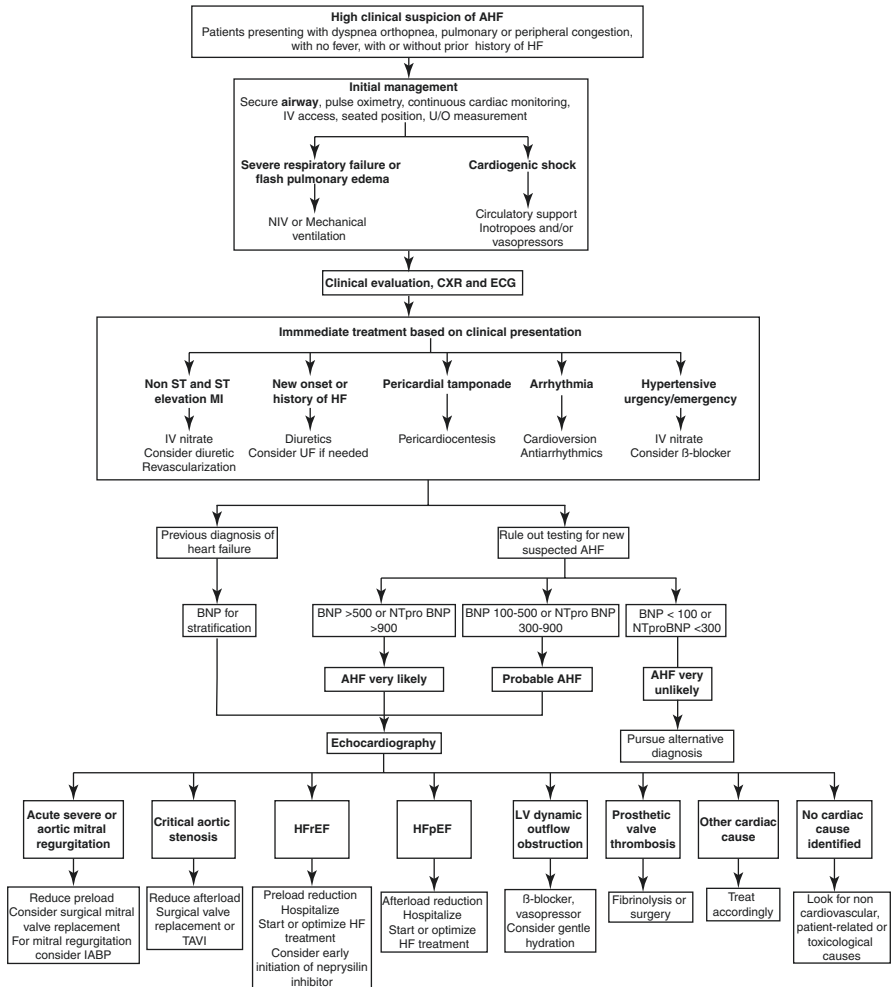 High clinical suspicion of AHF
Patients presenting with dyspnea orthopnea, pulmonary or peripheral congestion,
with no fever, with or without prior history of HF
Initial management
Secure airway, pulse oximetry, continuous cardiac monitoring,
IV access, seated position, U/O measurement
Severe respiratory failure or
flash pulmonary edema
NIV or Mechanical
ventilation
Cardiogenic shock
Circulatory support
Inotropoes and/or
vasopressors
Clinical evaluation, CXR and ECG
Immmediate treatment based on clinical presentation
Non ST and ST
elevation MI
IV nitrate
Consider diuretic
Revascularization
New onset or
history of HF
Diuretics
Consider UF if needed
Pericardial tamponade
Pericardiocentesis
Arrhythmia
Cardioversion
Antiarrhythmics
Hypertensive
urgency/emergency
IV nitrate
Consider ß-blocker
Previous diagnosis of
heart failure
Rule out testing for new
suspected AHF
BNP for
stratification
BNP >500 or NTpro BNP
>900
BNP 100-500 or NTpro BNP
300-900
BNP < 100 or
NTproBNP <300
AHF very likely
Probable AHF
AHF very
unlikely
Echocardiography
Pursue alternative
diagnosis
Acute severe or
aortic mitral
regurgitation
Critical aortic
stenosis
HFrEF
HFpEF
LV dynamic
outflow
obstruction
Prosthetic
valve
thrombosis
Other cardiac
cause
No cardiac
cause
identified
Reduce preload
Consider surgical mitral
valve replacement
For mitral regurgitation
consider IABP
Reduce afterload
Surgical valve
replacement or
TAVI
Preload reduction
Hospitalize
Start or optimize HF
treatment
Consider early
initiation of neprysilin
inhibitor
Afterload reduction
Hospitalize
Start or optimize
HF treatment
ß-blocker,
vasopressor
Consider gentle
hydration
Fibrinolysis or
surgery
Treat
accordingly
Look for non
cardiovascular,
patient-related or
toxicological
causes